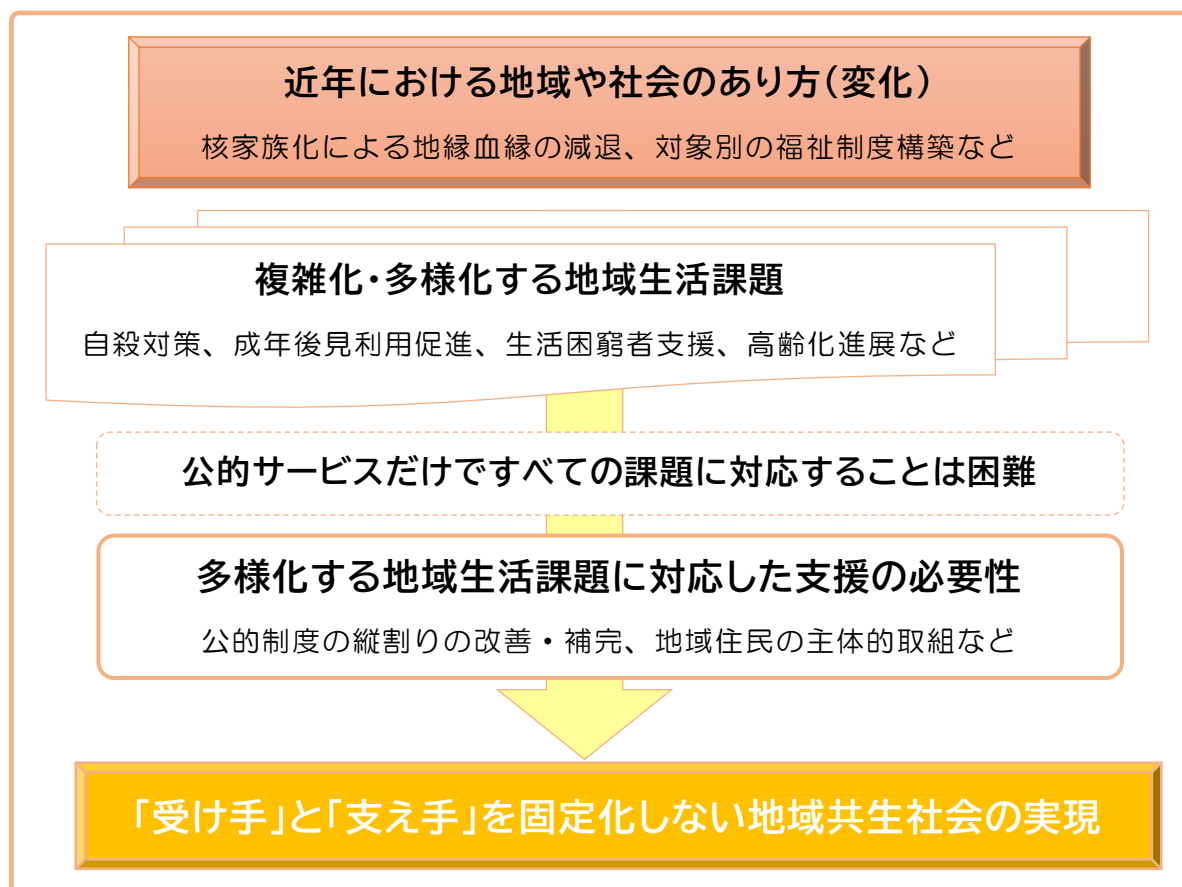 近年における地域や社会のあり方（変化）
核家族化による地縁血縁の減退、対象別の福祉制度構築など
複雑化・多様化する地域生活課題
自殺対策、成年後見利用促進、生活困窮者支援、高齢化進展など
公的サービスだけですべての課題に対応することは困難
多様化する地域生活課題に対応した支援の必要性
公的制度の縦割りの改善・補完、地域住民の主体的取組など
「受け手」と「支え手」を固定化しない地域共生社会の実現